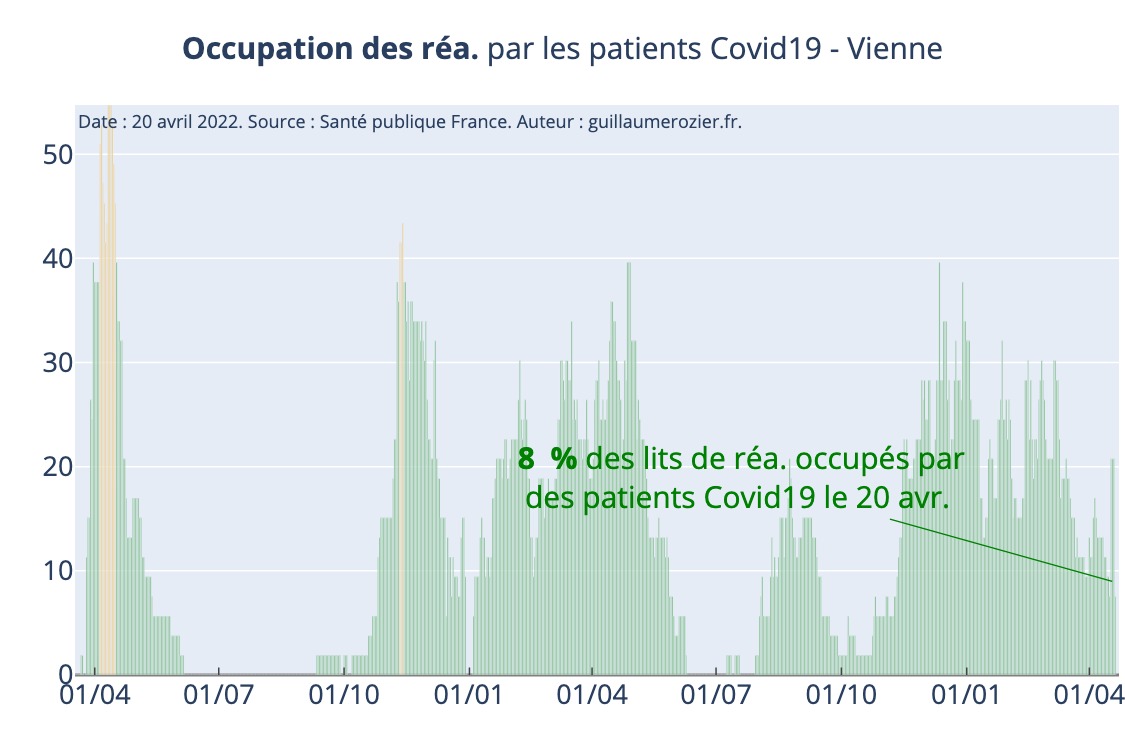 Occupation des réa. par les patients Covid19 - Vienne
Date : 20 avril 2022. Source : Santé publique France. Auteur : guillaumerozier.fr.
50
40
30
20
10
0
8 % des lits de réa. occupés par
des patients Covid19 le 20 avr.
01/04 01/07 01/10 01/01 01/04 01/07 01/10 01/01 01/04